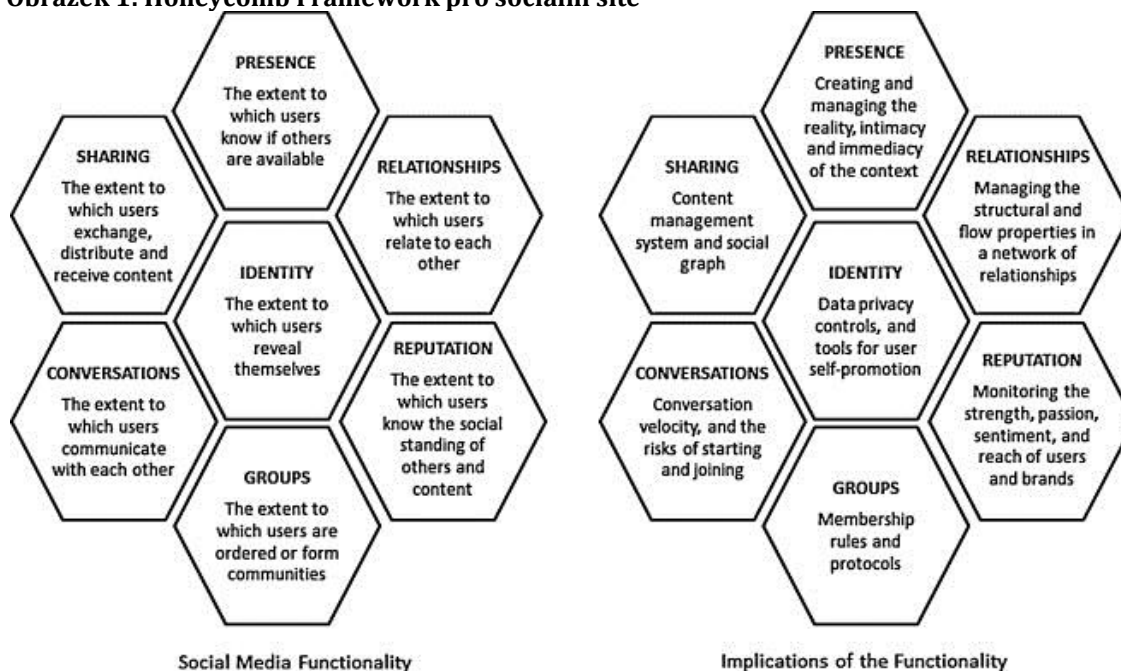 Obrázek 1: Honeycomb Framework pro sociální sítě
PRESENCE
The extent to
which users
know if others
are available
SHARING
The extent to
which users
exchange,
distribute and
receive content
RELATIONSHIPS
The extent to
which users
relate to each
other
IDENTITY
The extent to
which users
reveal
themselves
CONVERSATIONS
The extent to
which users
communicate
with each other
REPUTATION
The extent to
which users
know the social
standing of
others and
content
GROUPS
The extent to
which users are
ordered or form
communities
Social Media Functionality
PRESENCE
Creating and
managing the
reality, intimacy
and immediacy
of the context
SHARING
Content
management
system and social
graph
RELATIONSHIPS
Managing the
structural and
flow properties in
a network of
relationships
IDENTITY
Data privacy
controls, and
tools for user
self-promotion
CONVERSATIONS
Conversation
velocity, and the
risks of starting
and joining
REPUTATION
Monitoring the
strength, passion,
sentiment, and
reach of users
and brands
GROUPS
Membership
rules and
protocols
Implications of the Functionality